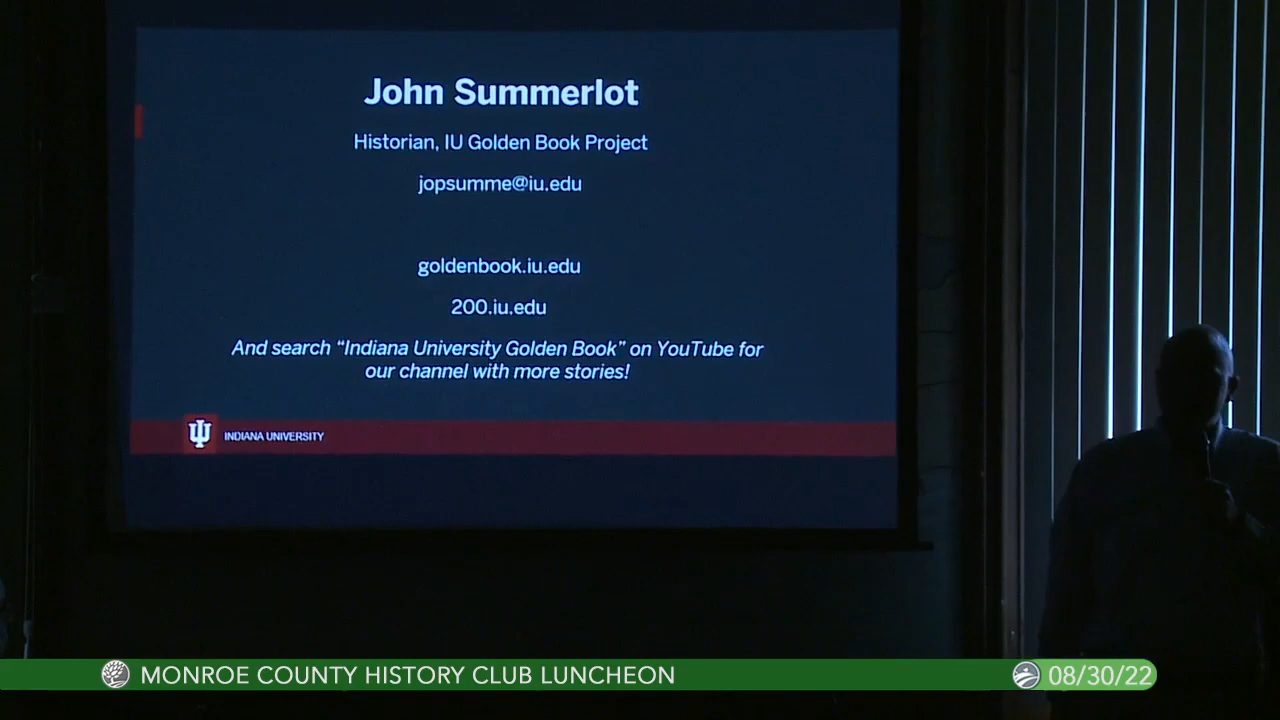 John Summerlot
Historian, IU Golden Book Project
jopsumme@iu.edu
goldenbook.iu.edu
200.iu.edu
And search “Indiana University Golden Book” on YouTube for
our channel with more stories!
INDIANA UNIVERSITY
MONROE COUNTY HISTORY CLUB LUNCHEON
08/30/22